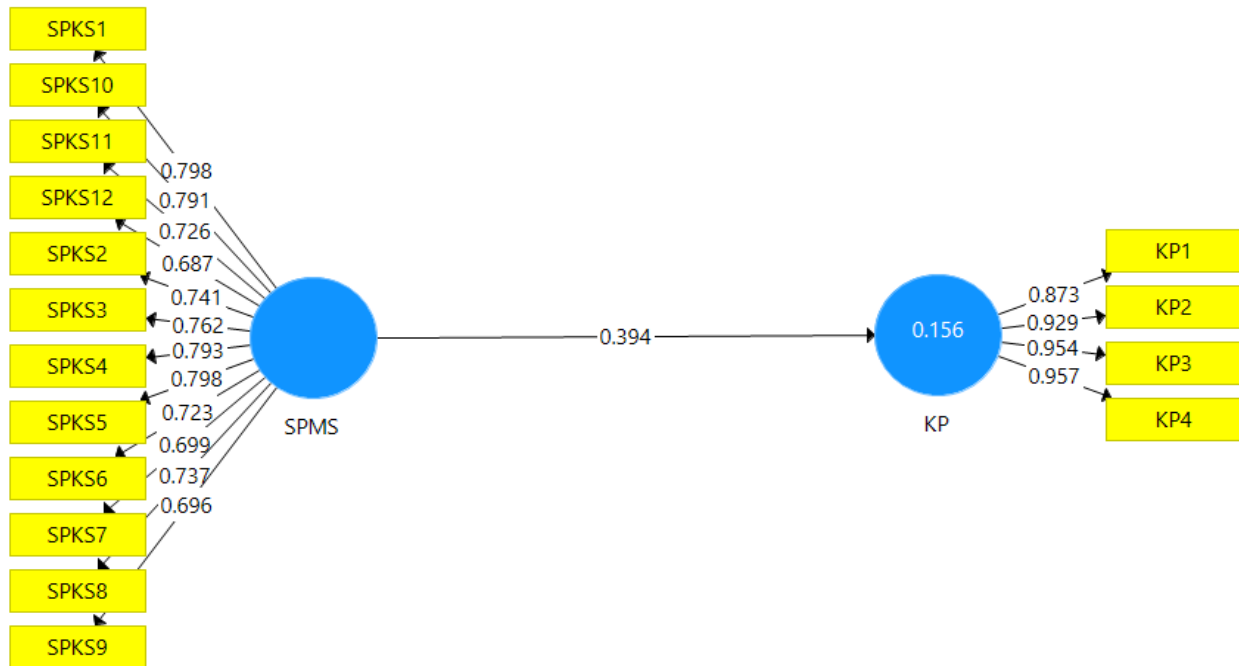 SPKS1
SPKS10
SPKS11
SPKS12
SPKS2
SPKS3
SPKS4
SPKS5
SPKS6
SPKS7
SPKS8
SPKS9
0.798
0.791
0.726
0.687
0.741
0.762
0.793
0.798
0.723
0.699
0.737
0.696
SPMS
0.394
0.156
KP
0.873
0.929
0.954
0.957
KP1
KP2
KP3
KP4